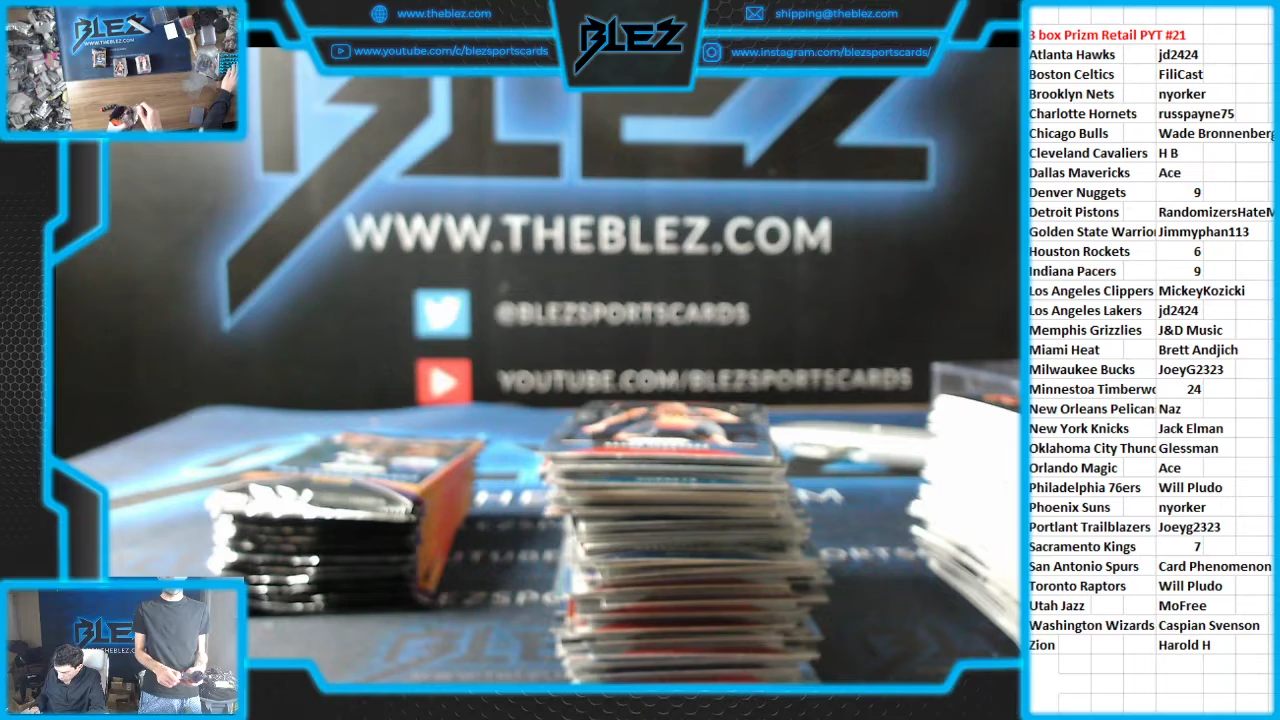 www.theblez.com
www.youtube.com/c/blezsportscards
BLEZ
shipping@theblez.com
www.instagram.com/blezsportscards/
BLEZ
WWW.THEBLEZ.COM
@BLEZSPORTSCARDS
YOUTUBE.COM/BLEZSPORTSCARDS
BLEZ
3 box Prizm Retail PYT #21
Atlanta Hawks jd2424
Boston Celtics FiliCast
Brooklyn Nets nyorker
Charlotte Hornets russpayne75
Chicago Bulls Wade Bronnenberg
Cleveland Cavaliers H B
Dallas Mavericks Ace
Denver Nuggets 9
Detroit Pistons RandomizersHateM
Golden State Warrio Jimmyphan113
Houston Rockets 6
Indiana Pacers 9
Los Angeles Clippers MickeyKozicki
Los Angeles Lakers jd2424
Memphis Grizzlies J&D Music
Miami Heat Brett Andjich
Milwaukee Bucks JoeyG2323
Minnestoa Timberwo 24
New Orleans Pelican Naz
New York Knicks Jack Elman
Oklahoma City Thund Glessman
Orlando Magic Ace
Philadelphia 76ers Will Pludo
Phoenix Suns nyorker
Portlant Trailblazers Joeyg2323
Sacramento Kings 7
San Antonio Spurs Card Phenomenon
Toronto Raptors Will Pludo
Utah Jazz MoFree
Washington Wizards Caspian Svenson
Zion Harold H